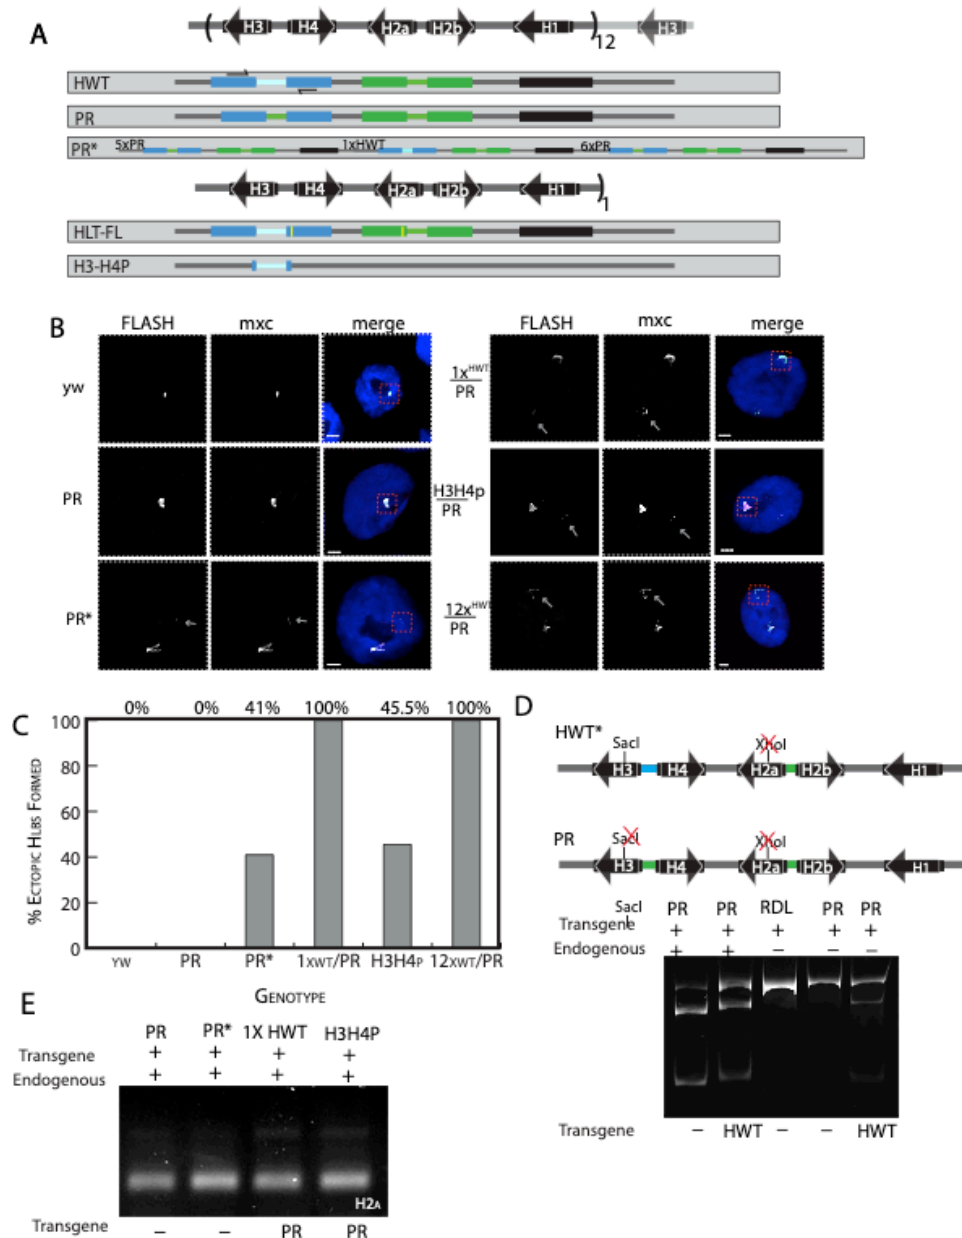 A
H3 H4 H2a H2b H1 12 H3
HWT
PR
PR* 5xPR 1xHWT 6xPR
H3 H4 H2a H2b H1 1
HLT-FL
H3-H4P
B
FLASH mxc merge FLASH mxc merge
yw
1x^HWT
PR
PR
H3H4p
PR
PR*
12x^HWT
PR
C
0% 0% 41% 100% 45.5% 100%
% ECTOPIC HLBS FORMED
100
80
60
40
20
0
YW PR PR* 1XWT/PR H3H4P 12XWT/PR
GENOTYPE
D
HWT*
SacI XhoI
H3 H4 H2a H2b H1
PR
SacI XhoI
H3 H4 H2a H2b H1
SacI PR PR RDL PR PR
Transgene + + + + +
Endogenous + + − − −
Transgene − HWT − − HWT
E
PR PR* 1X HWT H3H4P
Transgene + + + +
Endogenous + + + +
H2A
Transgene − − PR PR